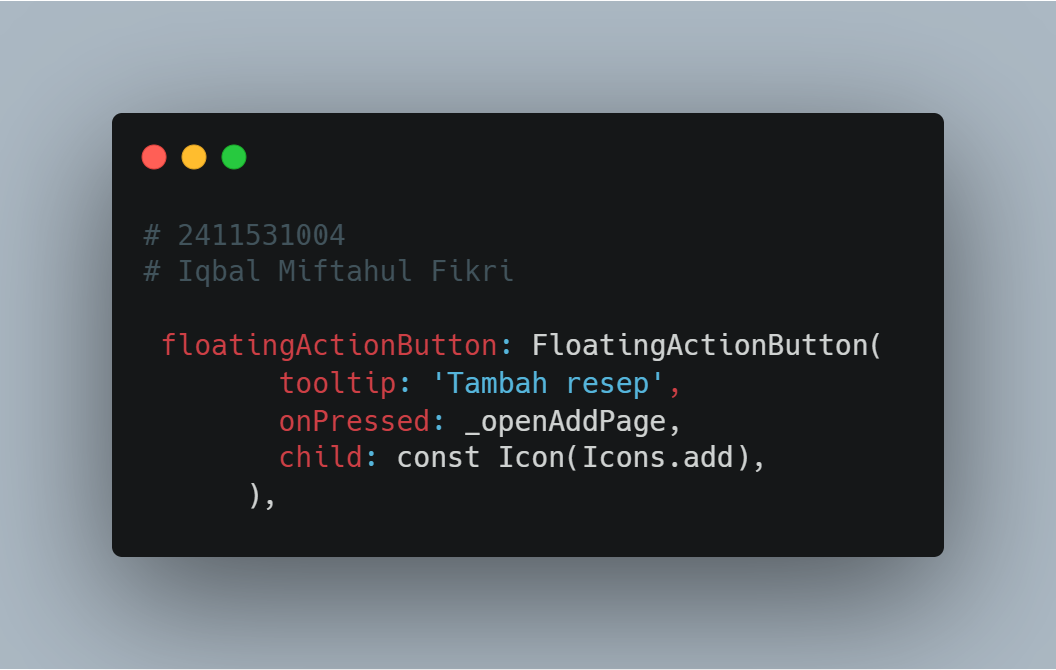 # 2411531004
# Iqbal Miftahul Fikri
floatingActionButton: FloatingActionButton(
tooltip: 'Tambah resep',
onPressed: _openAddPage,
child: const Icon(Icons.add),
),